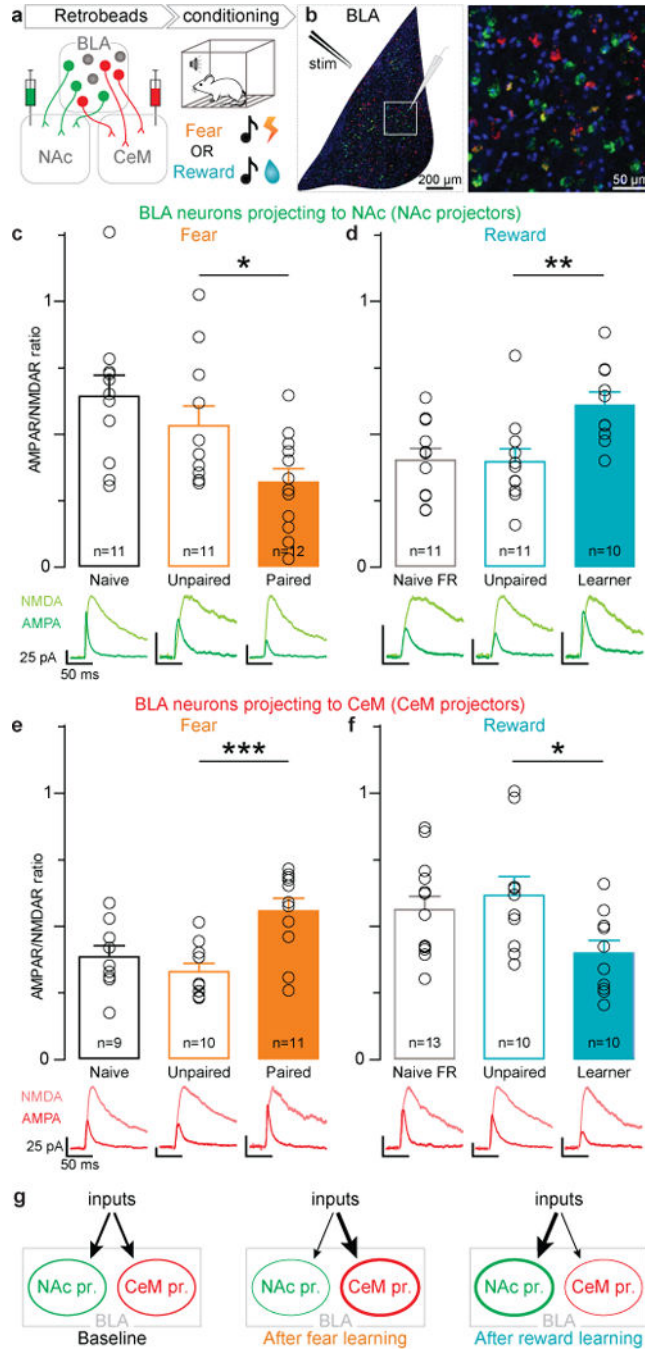 a Retrobeads conditioning
BLA
NAc CeM
Fear
OR
Reward
b BLA
stim
200 µm
50 µm
BLA neurons projecting to NAc (NAc projectors)
c Fear
*
1
AMPAR/NMDAR ratio
0
n=11 n=11 n=12
Naive Unpaired Paired
d Reward
**
1
0
n=11 n=11 n=10
Naive FR Unpaired Learner
NMDA
AMPA
25 pA
50 ms
BLA neurons projecting to CeM (CeM projectors)
e Fear
***
1
AMPAR/NMDAR ratio
0
n=9 n=10 n=11
Naive Unpaired Paired
f Reward
*
1
0
n=13 n=10 n=10
Naive FR Unpaired Learner
NMDA
AMPA
25 pA
50 ms
g
inputs inputs inputs
NAc pr. CeM pr. NAc pr. CeM pr. NAc pr. CeM pr.
BLA BLA BLA
Baseline After fear learning After reward learning